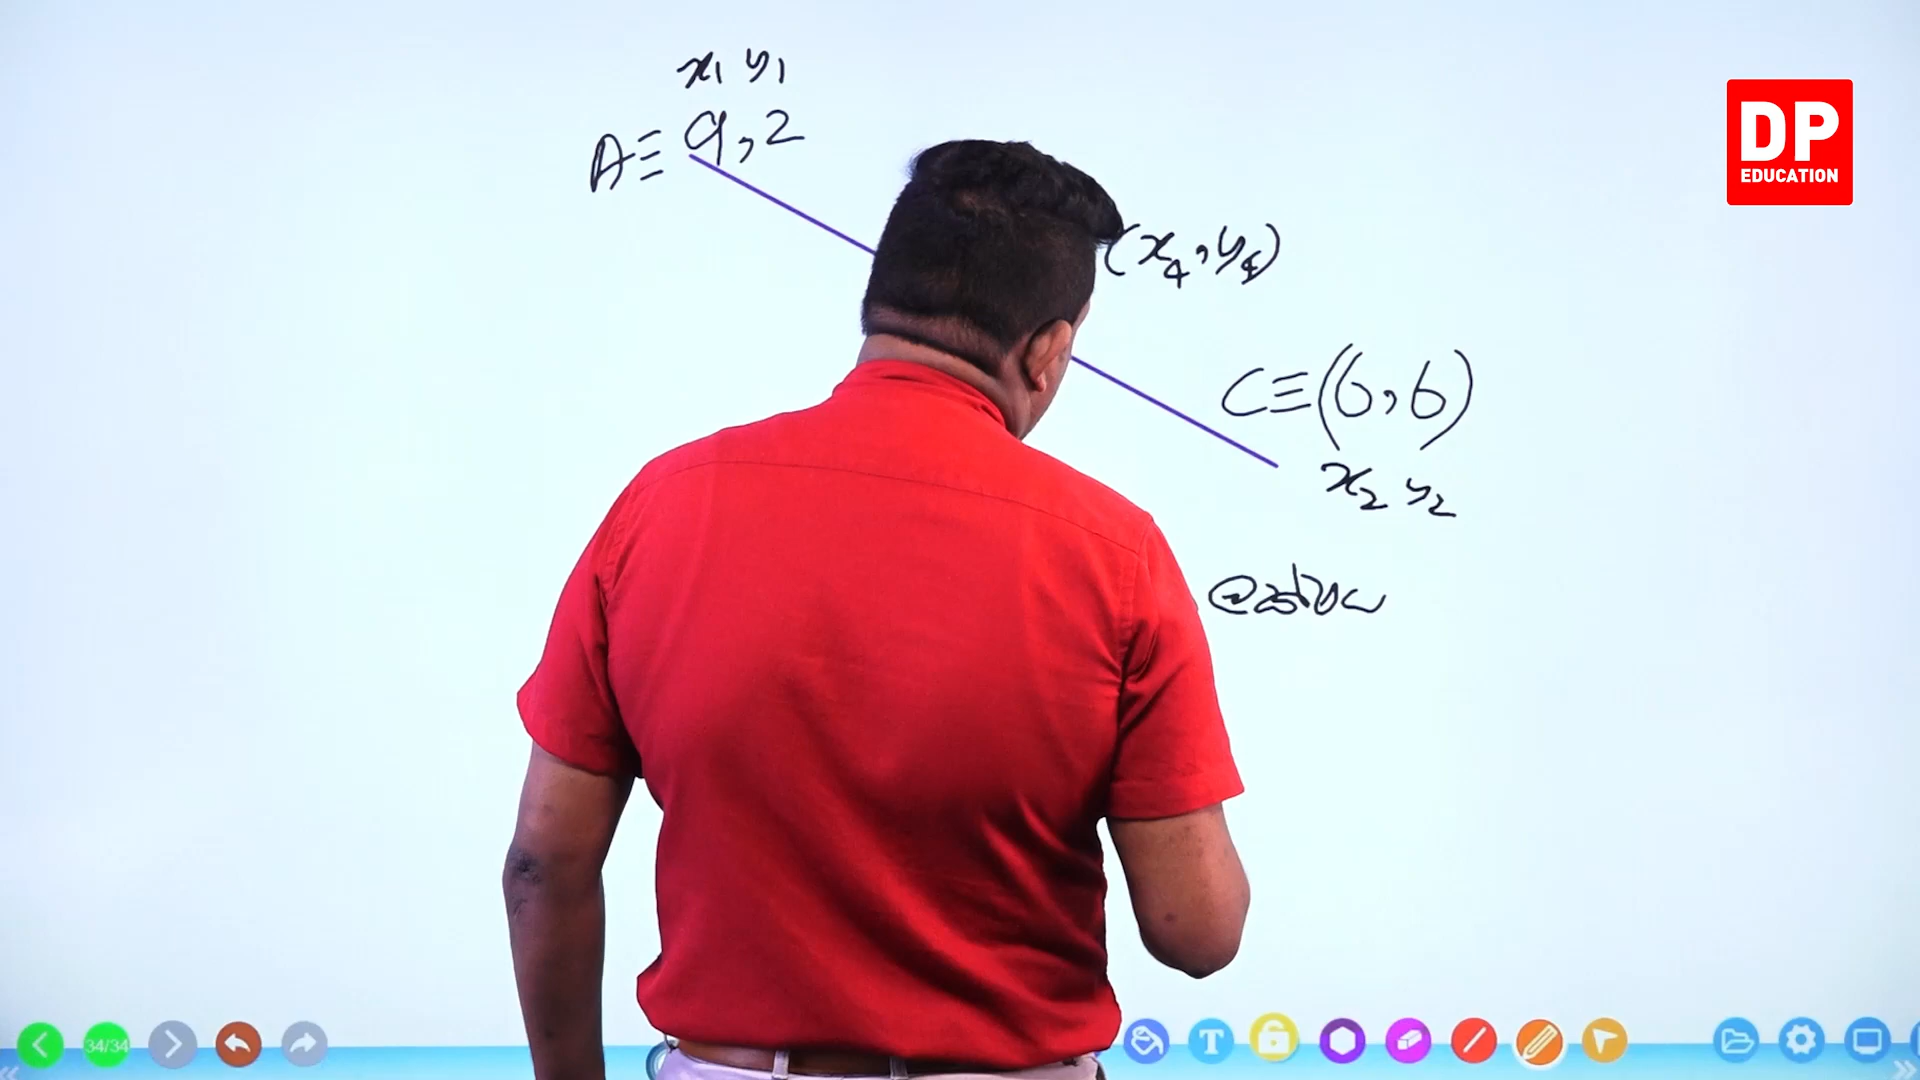 x₁ y₁
A≡ 9,2
(x₄, y₄)
C≡(6,6)
x₂ y₂
DP
EDUCATION
34/34
T